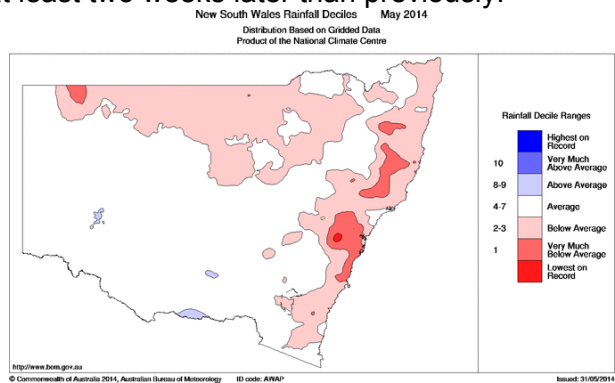 at least two weeks later than previously.
New South Wales Rainfall Deciles May 2014
Distribution Based on Gridded Data
Product of the National Climate Centre
Rainfall Decile Ranges
Highest on
Record
10 Very Much
Above Average
8-9 Above Average
4-7 Average
2-3 Below Average
1 Very Much
Below Average
Lowest on
Record
http://www.bom.gov.au
© Commonwealth of Australia 2014, Australian Bureau of Meteorology ID code: AWAP Issued: 31/05/2014